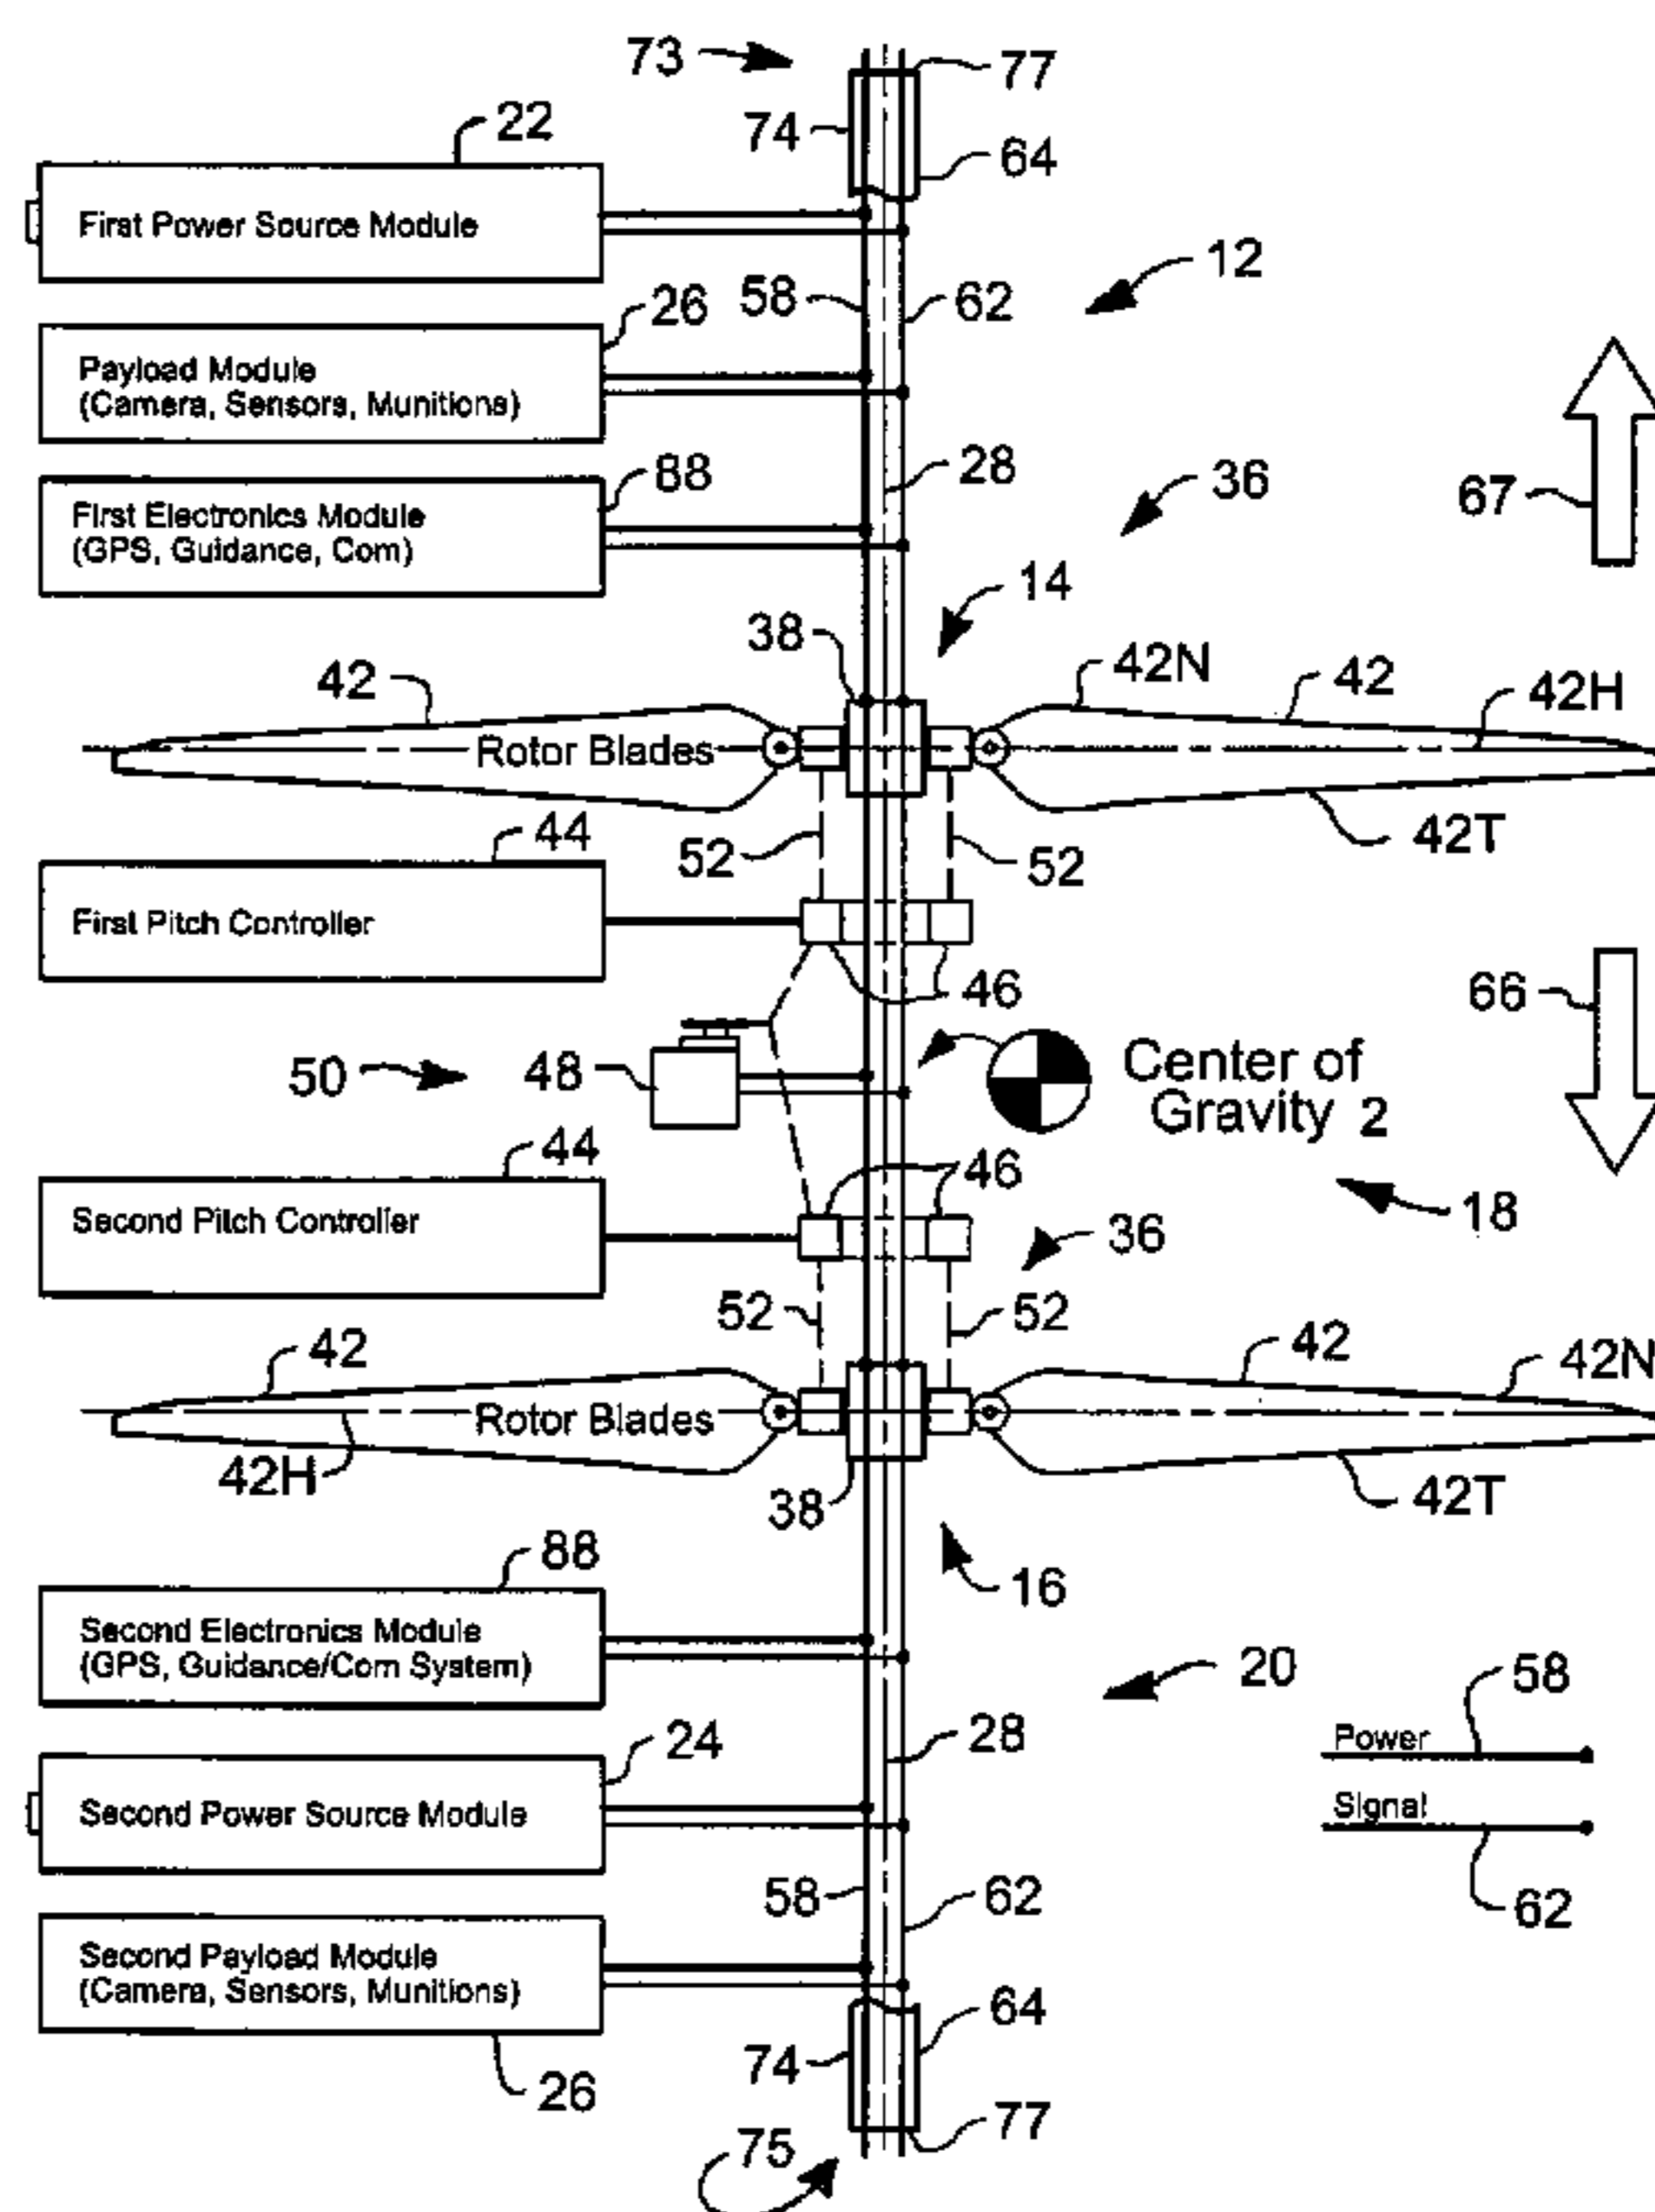 73
77
74
64
22
First Power Source Module
12
26
58
62
Payload Module
(Camera, Sensors, Munitions)
28
36
67
88
First Electronics Module
(GPS, Guidance, Com)
14
38
42
42N
42
42H
Rotor Blades
42T
44
52
52
First Pitch Controller
46
66
50
48
Center of
Gravity 2
44
46
18
Second Pitch Controller
36
52
52
42
42
42N
Rotor Blades
42H
38
42T
88
16
Second Electronics Module
(GPS, Guidance/Com System)
20
58
24
28
Power
Second Power Source Module
Signal
58
62
62
Second Payload Module
(Camera, Sensors, Munitions)
64
74
26
77
75